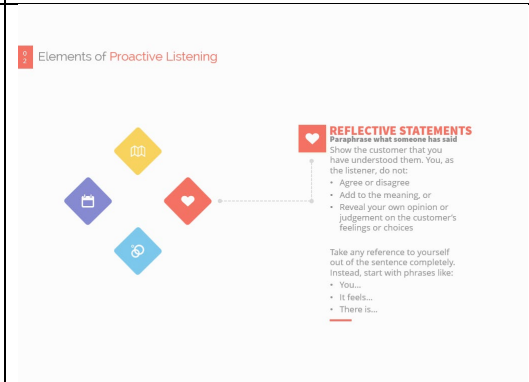 02
Elements of Proactive Listening
REFLECTIVE STATEMENTS
Paraphrase what someone has said
Show the customer that you
have understood them. You, as
the listener, do not:
• Agree or disagree
• Add to the meaning, or
• Reveal your own opinion or
judgement on the customer's
feelings or choices
Take any reference to yourself
out of the sentence completely.
Instead, start with phrases like:
• You...
• It feels...
• There is...